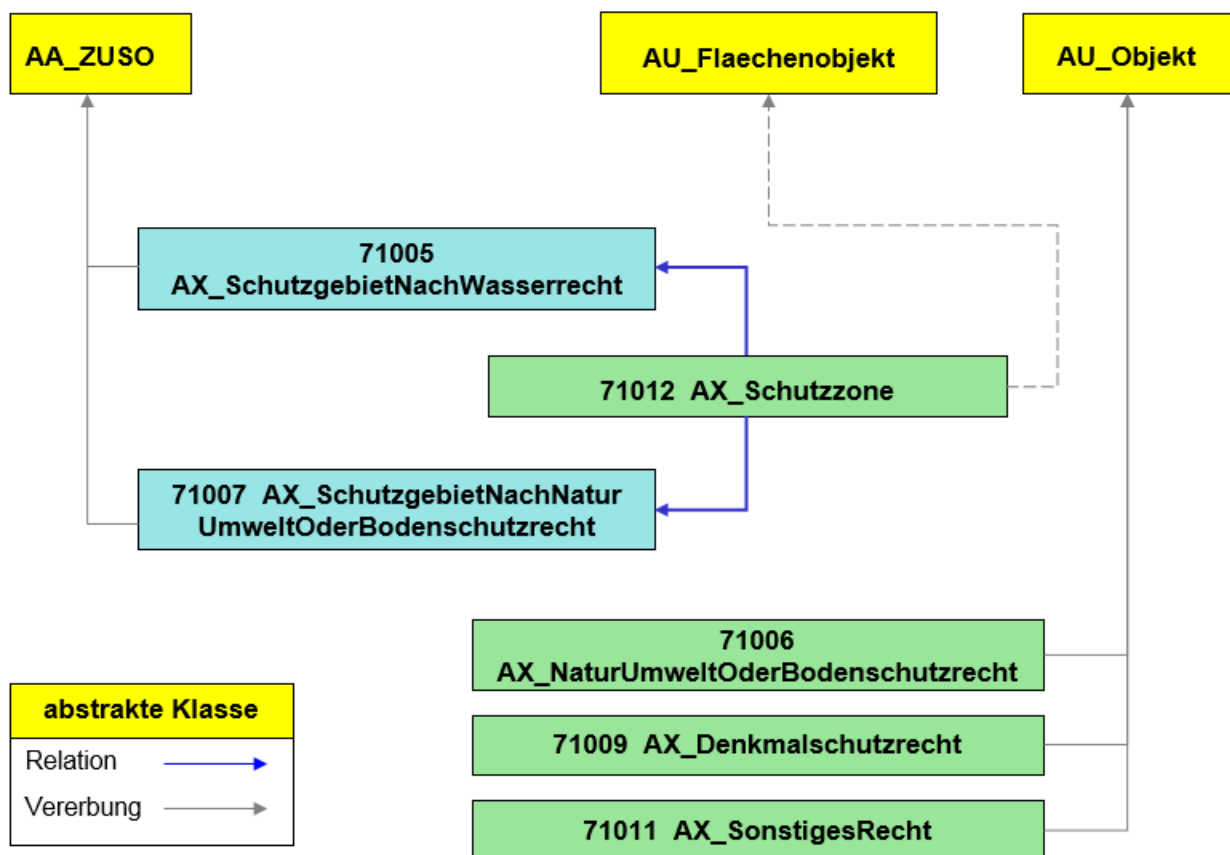 AA_ZUSO
AU_Flaechenobjekt
AU_Objekt
71005
AX_SchutzgebietNachWasserrecht
71012 AX_Schutzzone
71007 AX_SchutzgebietNachNatur
UmweltOderBodenschutzrecht
71006
AX_NaturUmweltOderBodenschutzrecht
71009 AX_Denkmalschutzrecht
71011 AX_SonstigesRecht
abstrakte Klasse
Relation
Vererbung